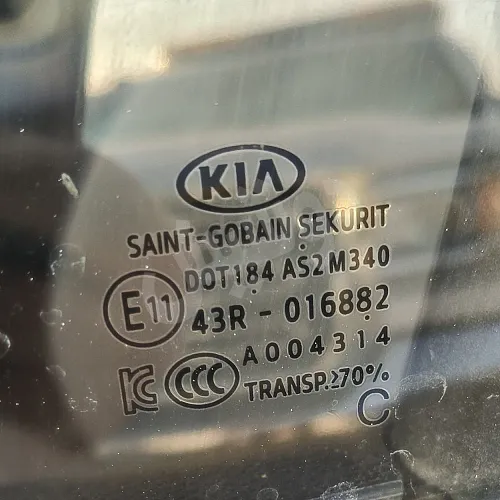 KIA
SAINT-GOBAIN SEKURIT
DOT184 AS2 M340
E11
43R - 016882
A004314
KC CCC TRANSP.≥70%
C